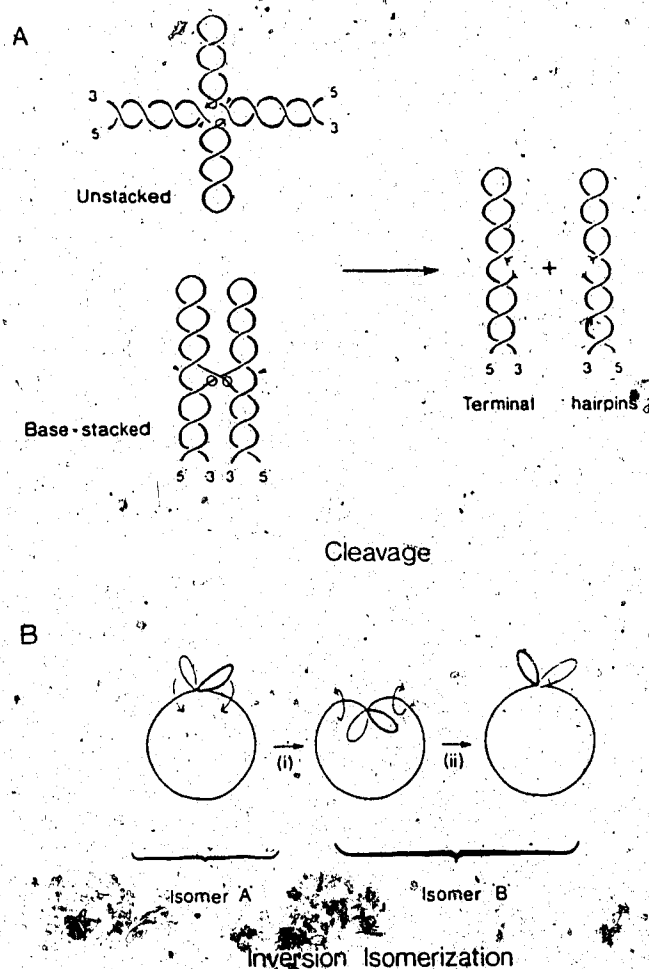 A
3
5
5
3
Unstacked
+
5 3
3 5
Terminal hairpins
Base-stacked
5 3 3 5
Cleavage
B
(i)
(ii)
Isomer A
Isomer B
Inversion Isomerization